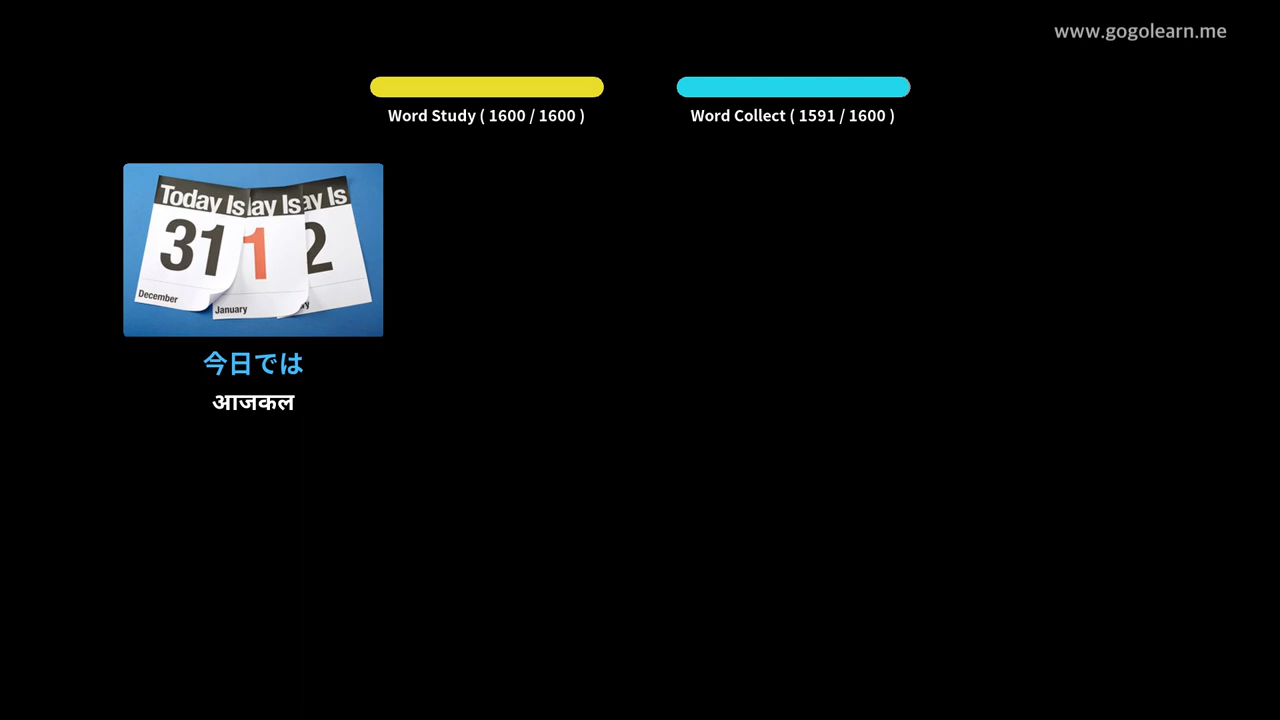 www.gogolearn.me
Word Study ( 1600 / 1600 )
Word Collect ( 1591 / 1600 )
Today Is
ay Is
ay Is
31
1
2
December
January
今日では
आजकल